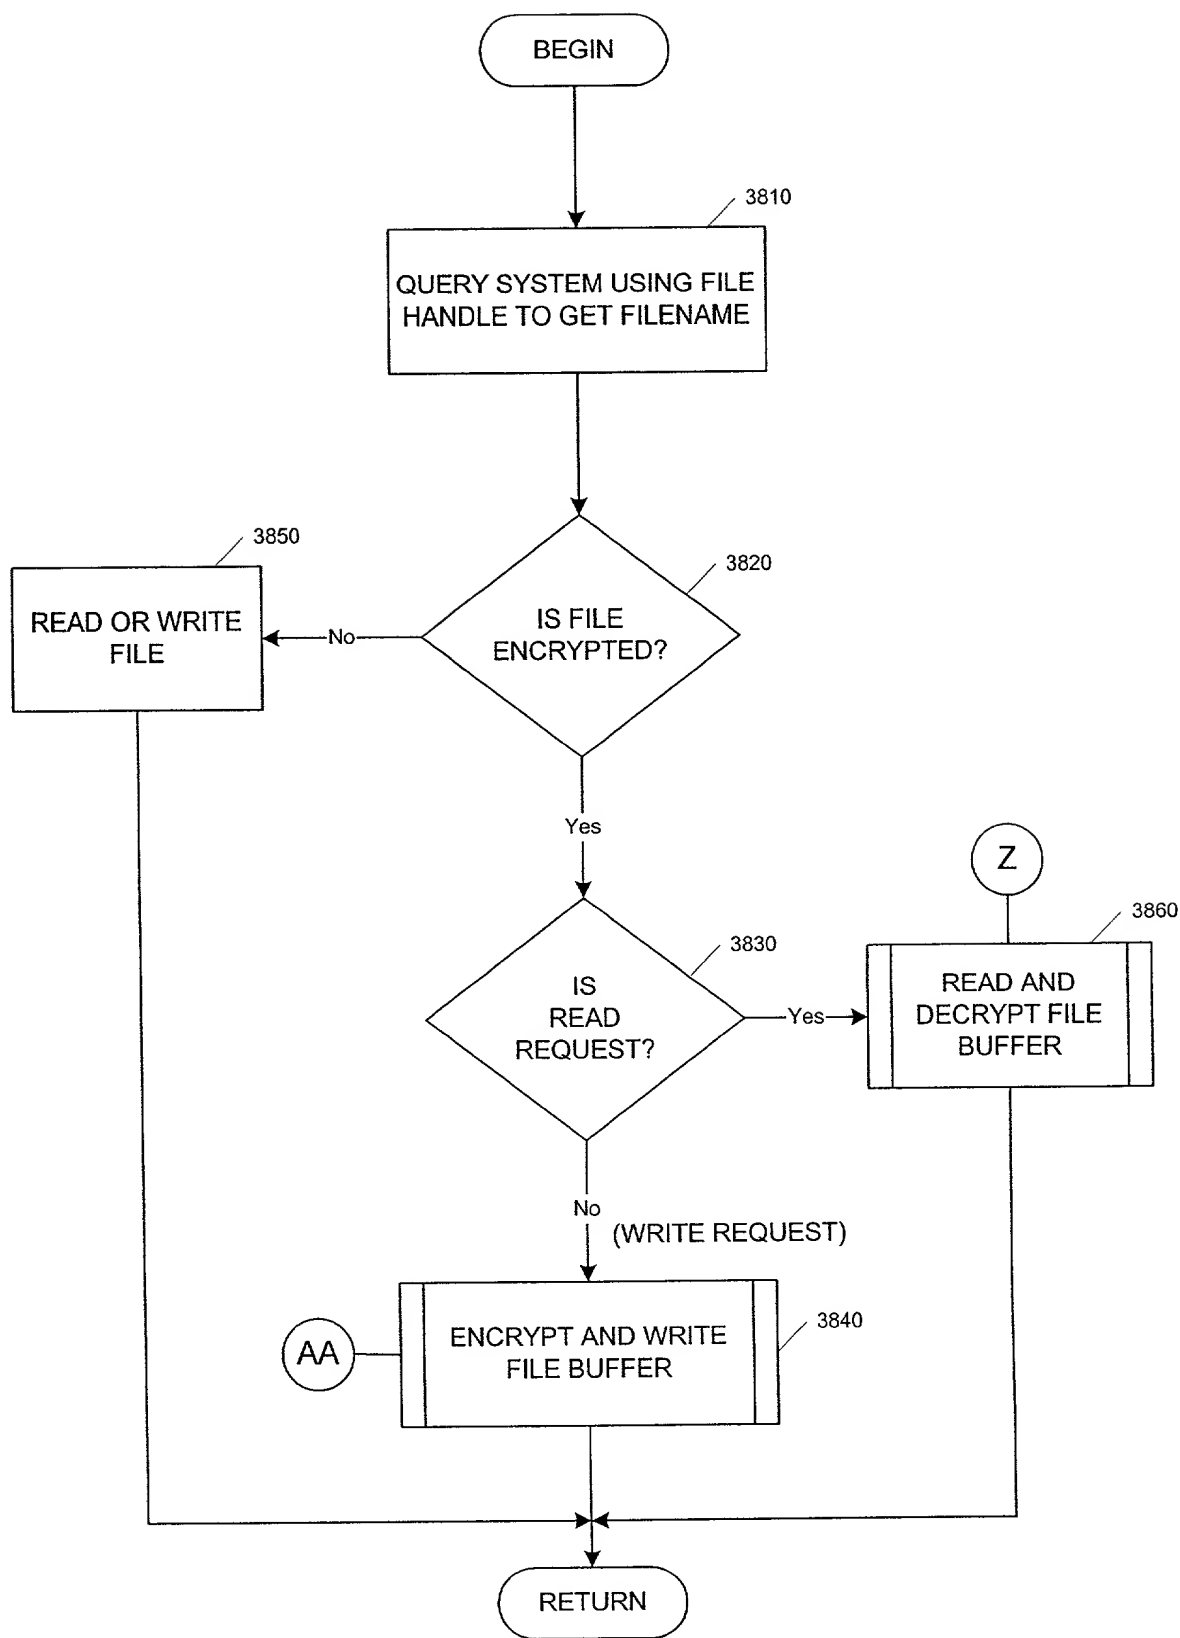 BEGIN
3810
QUERY SYSTEM USING FILE
HANDLE TO GET FILENAME
3850
READ OR WRITE
FILE
No
3820
IS FILE
ENCRYPTED?
Yes
Z
3860
READ AND
DECRYPT FILE
BUFFER
3830
IS
READ
REQUEST?
Yes
No
(WRITE REQUEST)
AA
ENCRYPT AND WRITE
FILE BUFFER
3840
RETURN